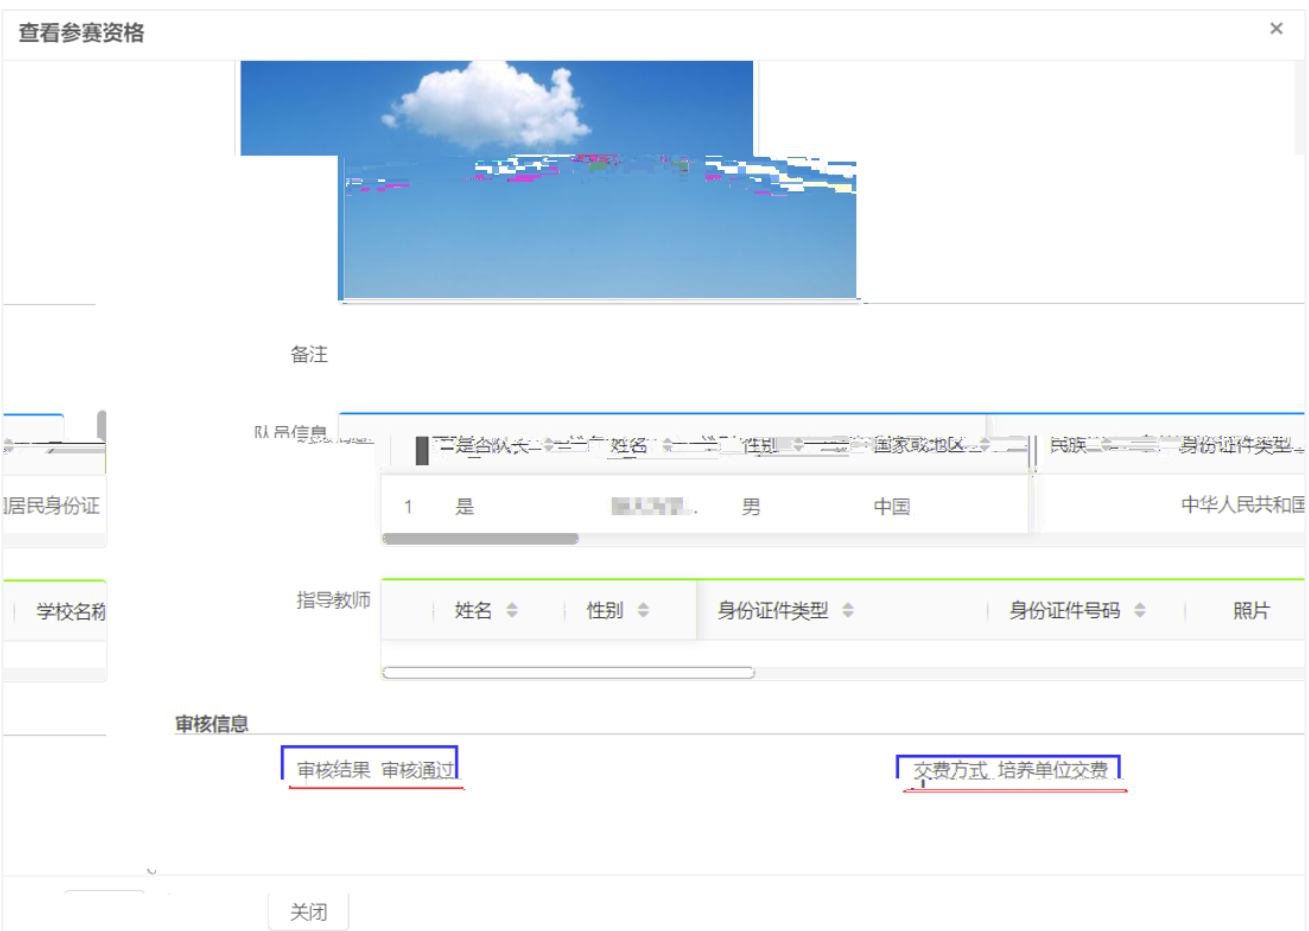 查看参赛资格 ×
备注
队员信息
是否队长 姓名 性别 国家或地区 民族 身份证件类型
居民身份证 1 是 男 中国 中华人民共和国
指导教师
学校名称 姓名 性别 身份证件类型 身份证件号码 照片
审核信息
审核结果 审核通过 交费方式 培养单位交费
关闭